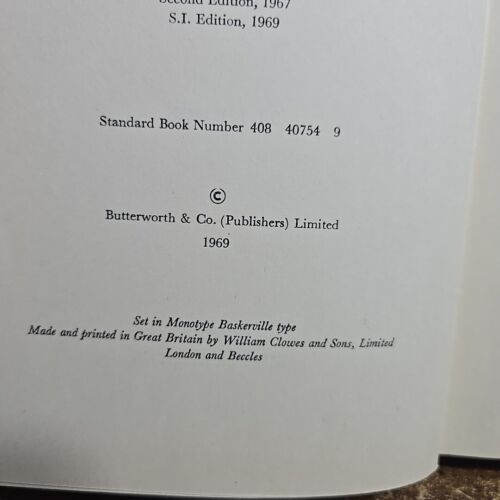 Second Edition, 1967
S.I. Edition, 1969
Standard Book Number 408 40754 9
©
Butterworth & Co. (Publishers) Limited
1969
Set in Monotype Baskerville type
Made and printed in Great Britain by William Clowes and Sons, Limited
London and Beccles